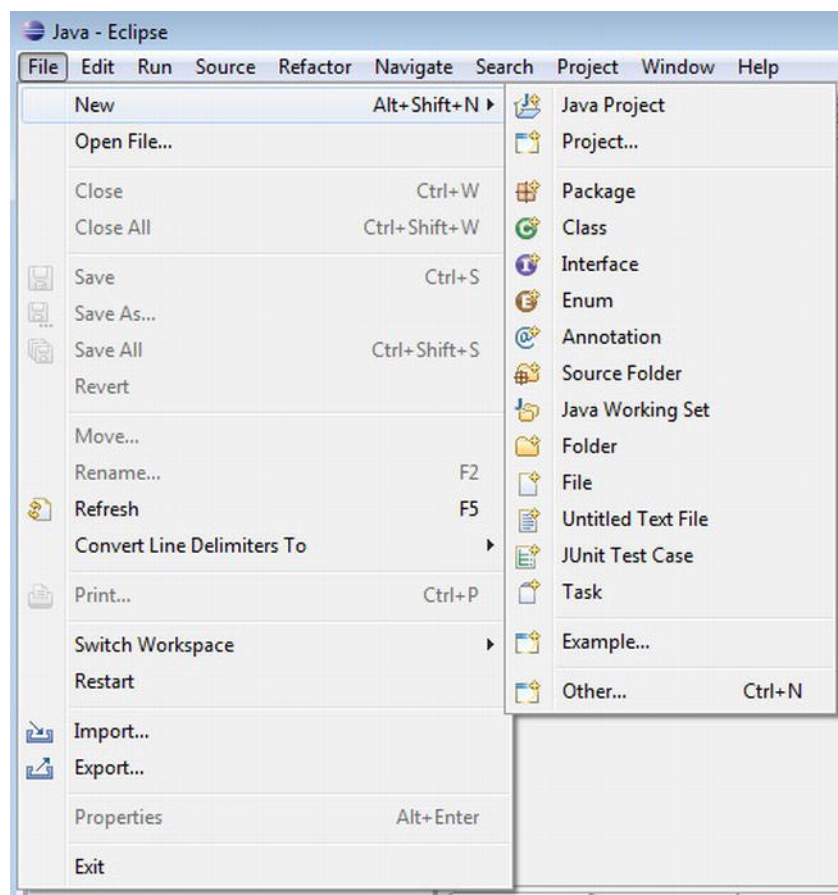 Java - Eclipse
File Edit Run Source Refactor Navigate Search Project Window Help
New Alt+Shift+N
Open File...
Close Ctrl+W
Close All Ctrl+Shift+W
Save Ctrl+S
Save As...
Save All Ctrl+Shift+S
Revert
Move...
Rename... F2
Refresh F5
Convert Line Delimiters To
Print... Ctrl+P
Switch Workspace
Restart
Import...
Export...
Properties Alt+Enter
Exit
Java Project
Project...
Package
Class
Interface
Enum
Annotation
Source Folder
Java Working Set
Folder
File
Untitled Text File
JUnit Test Case
Task
Example...
Other... Ctrl+N